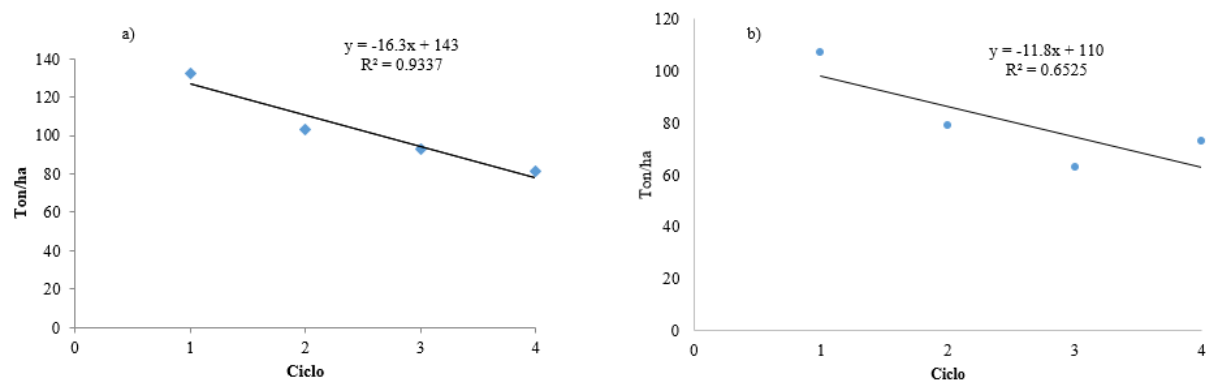 a)
y = -16.3x + 143
R² = 0.9337
140
120
100
80
60
40
20
0
Ton/ha
0 1 2 3 4
Ciclo
b)
y = -11.8x + 110
R² = 0.6525
120
100
80
60
40
20
0
Ton/ha
0 1 2 3 4
Ciclo